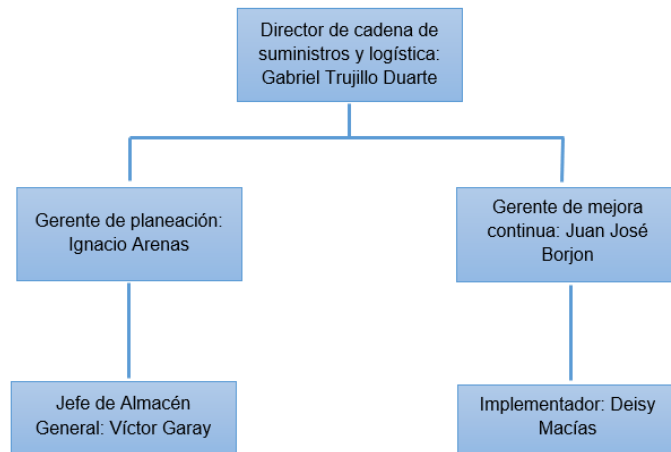 Director de cadena de
suministros y logística:
Gabriel Trujillo Duarte
Gerente de planeación:
Ignacio Arenas
Gerente de mejora
continua: Juan José
Borjon
Jefe de Almacén
General: Víctor Garay
Implementador: Deisy
Macías